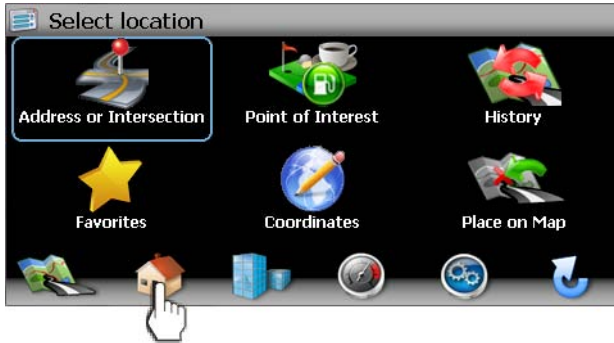 Select location
Address or Intersection
Point of Interest
History
Favorites
Coordinates
Place on Map